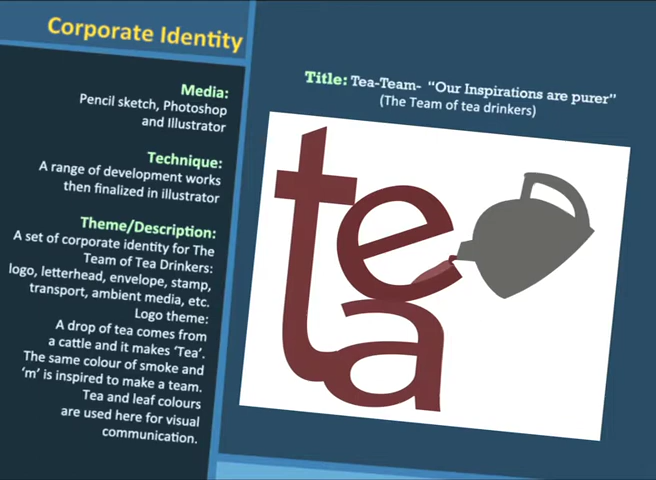 Corporate Identity
Media:
Pencil sketch, Photoshop
and Illustrator
Technique:
A range of development works
then finalized in illustrator
Theme/Description:
A set of corporate identity for The
Team of Tea Drinkers:
logo, letterhead, envelope, stamp,
transport, ambient media, etc.
Logo theme:
A drop of tea comes from
a cattle and it makes ‘Tea’.
The same colour of smoke and
‘m’ is inspired to make a team.
Tea and leaf colours
are used here for visual
communication.
Title: Tea-Team- “Our Inspirations are purer”
(The Team of tea drinkers)
tea